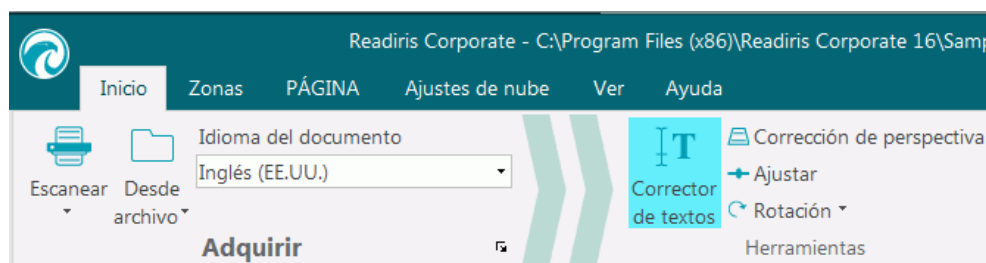 Readiris Corporate - C:\Program Files (x86)\Readiris Corporate 16\
Inicio Zonas PÁGINA Ajustes de nube Ver Ayuda
Idioma del documento
Inglés (EE.UU.)
Escanear
Desde
archivo
Adquirir
Corrector
de textos
Corrección de perspectiva
Ajustar
Rotación
Herramientas